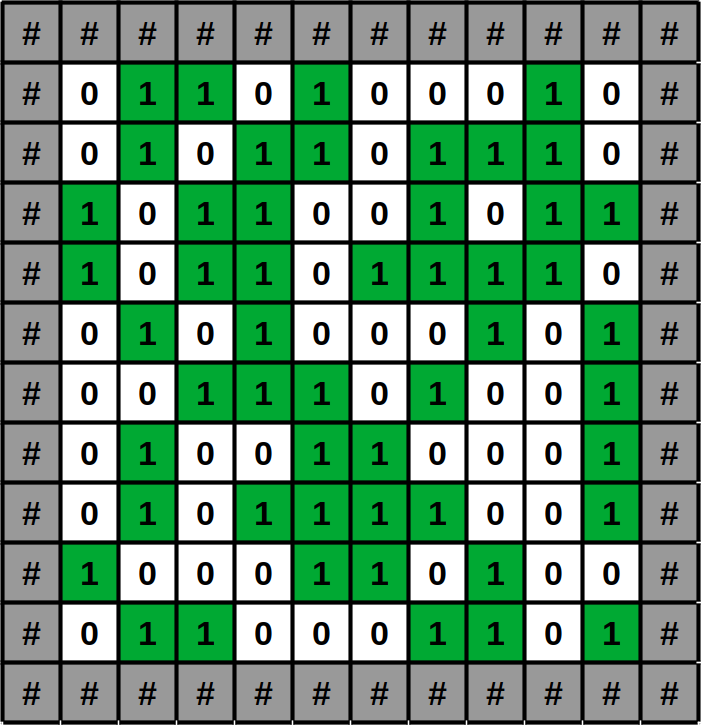 # # # # # # # # # # # #
# 0 1 1 0 1 0 0 0 1 0 #
# 0 1 0 1 1 0 1 1 1 0 #
# 1 0 1 1 0 0 1 0 1 1 #
# 1 0 1 1 0 1 1 1 1 0 #
# 0 1 0 1 0 0 0 1 0 1 #
# 0 0 1 1 1 0 1 0 0 1 #
# 0 1 0 0 1 1 0 0 0 1 #
# 0 1 0 1 1 1 1 0 0 1 #
# 1 0 0 0 1 1 0 1 0 0 #
# 0 1 1 0 0 0 1 1 0 1 #
# # # # # # # # # # # #